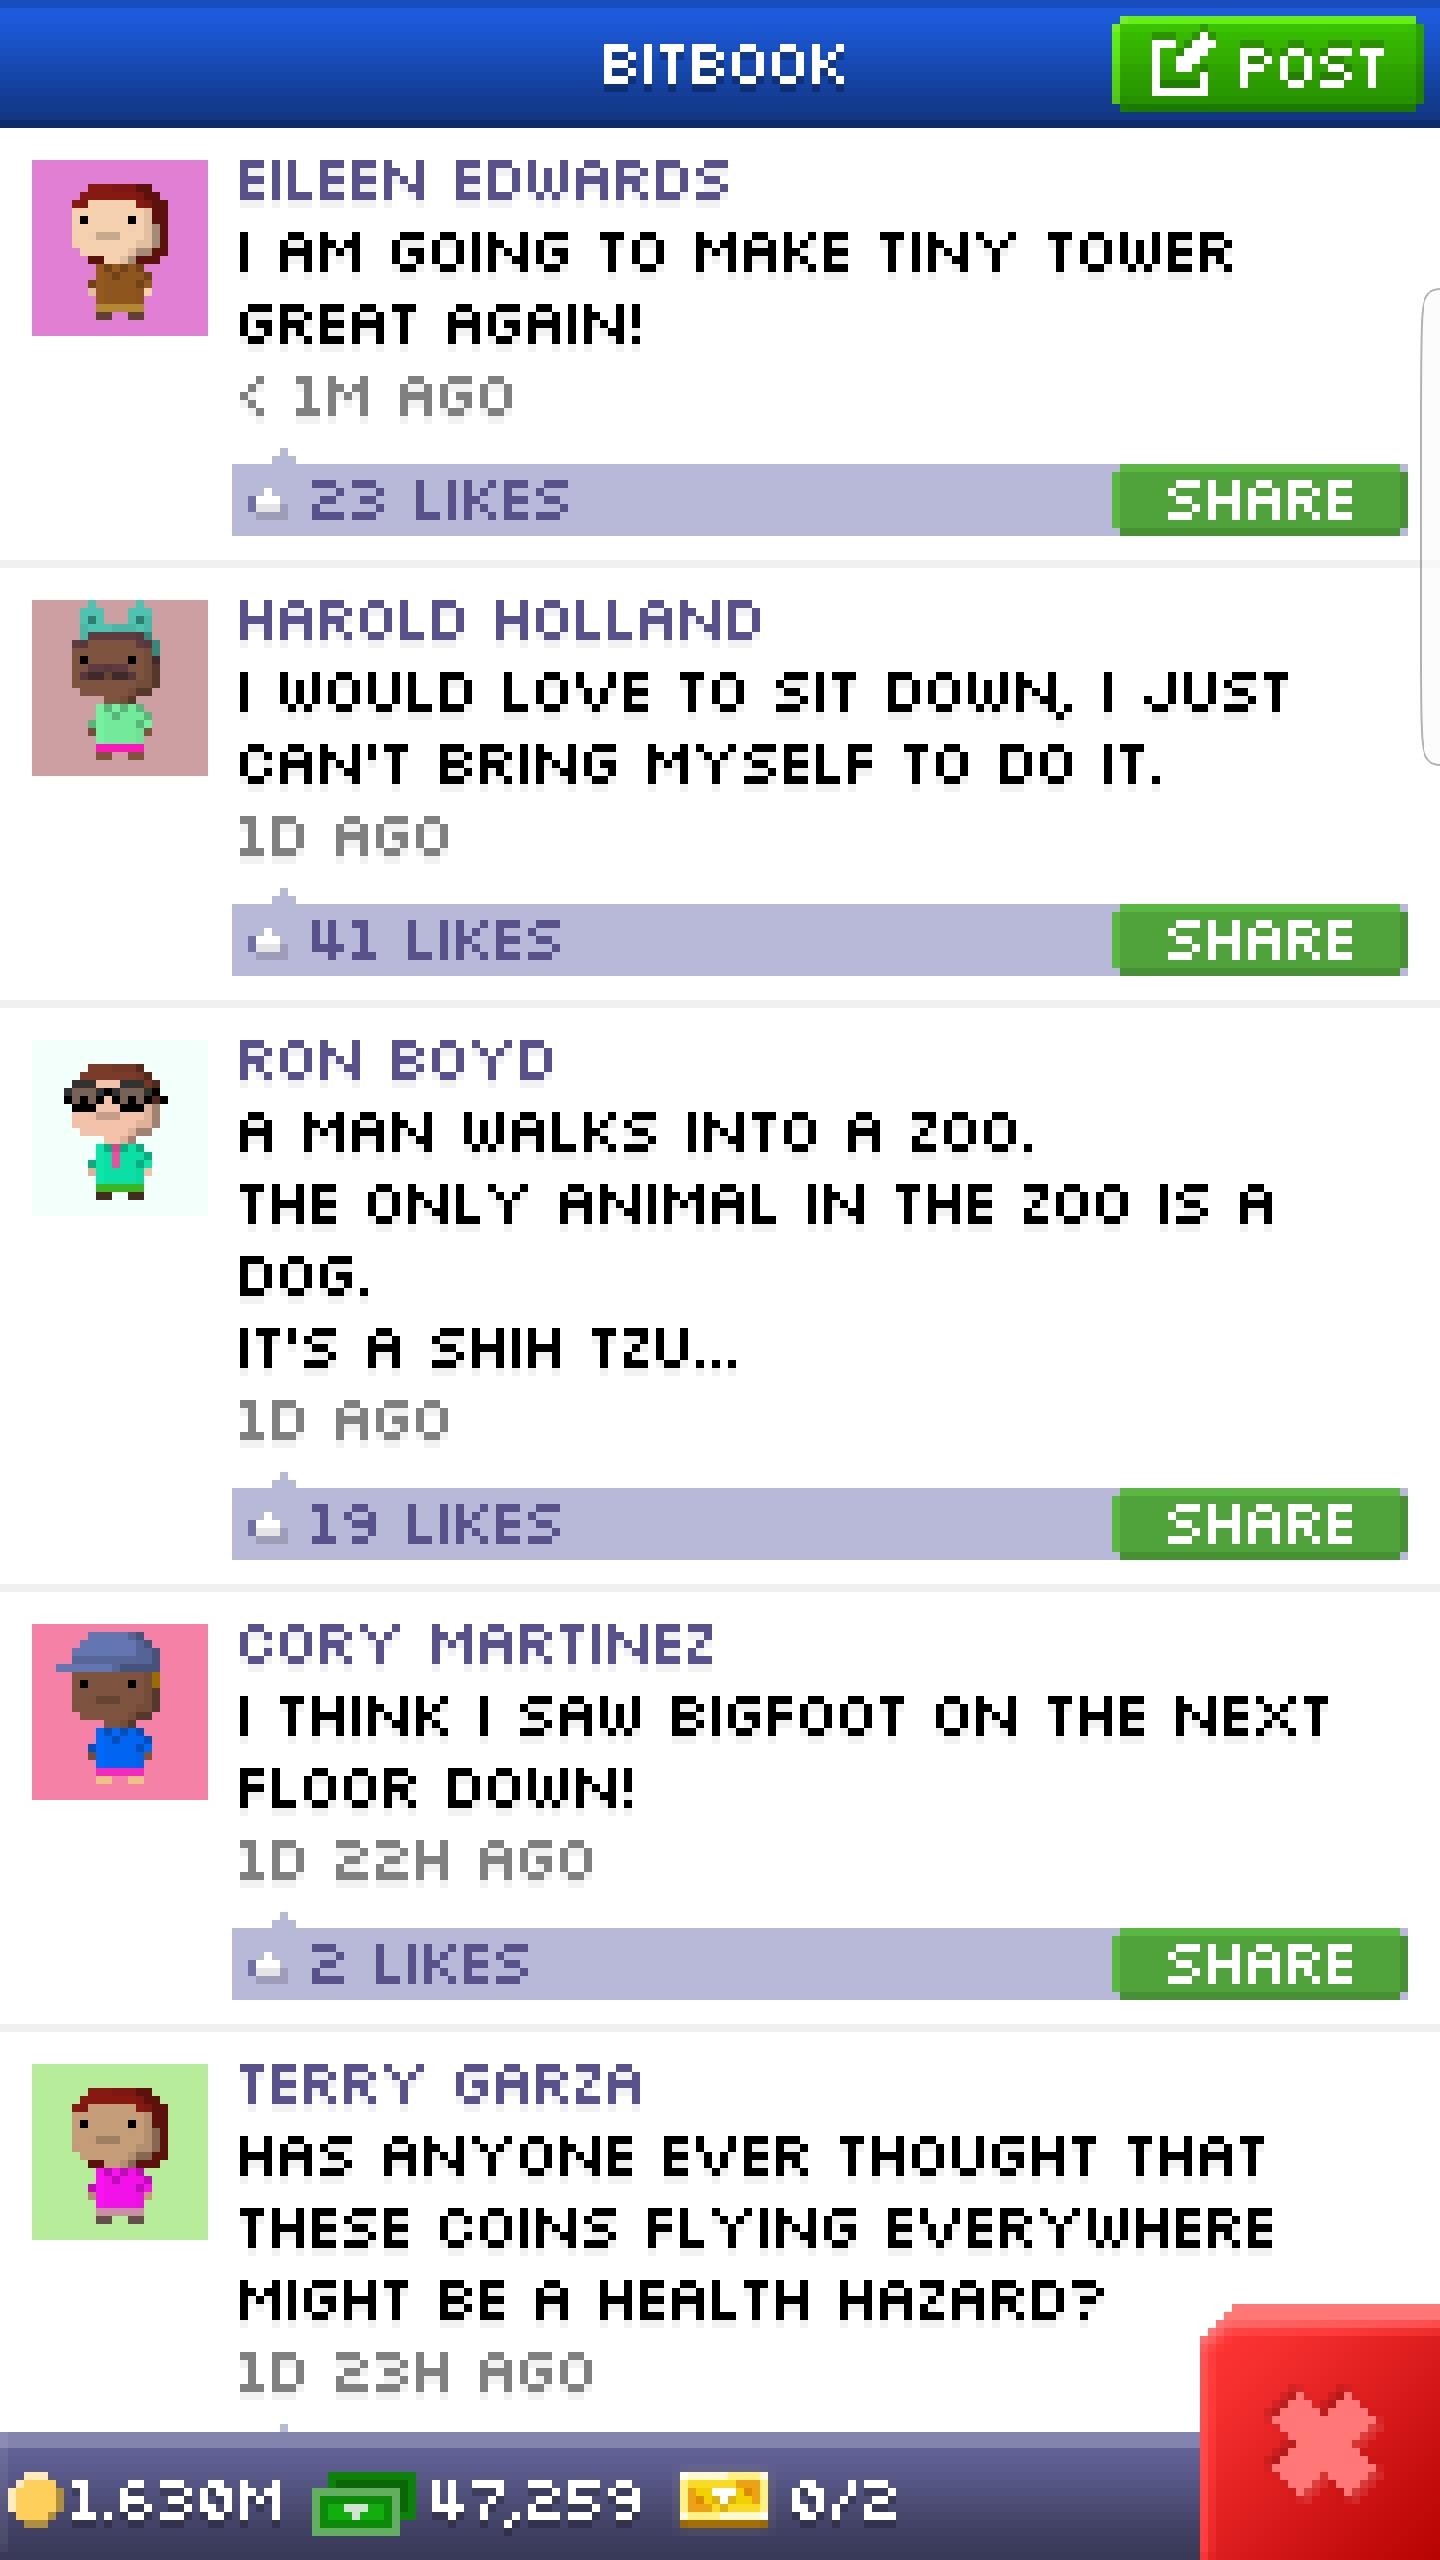 BITBOOK
POST
EILEEN EDWARDS
I AM GOING TO MAKE TINY TOWER
GREAT AGAIN!
< 1M AGO
23 LIKES
SHARE
HAROLD HOLLAND
I WOULD LOVE TO SIT DOWN, I JUST
CAN'T BRING MYSELF TO DO IT.
1D AGO
41 LIKES
SHARE
RON BOYD
A MAN WALKS INTO A ZOO.
THE ONLY ANIMAL IN THE ZOO IS A
DOG.
IT'S A SHIH TZU...
1D AGO
19 LIKES
SHARE
CORY MARTINEZ
I THINK I SAW BIGFOOT ON THE NEXT
FLOOR DOWN!
1D 22H AGO
2 LIKES
SHARE
TERRY GARZA
HAS ANYONE EVER THOUGHT THAT
THESE COINS FLYING EVERYWHERE
MIGHT BE A HEALTH HAZARD?
1D 23H AGO
1.630M 47,259 0/2